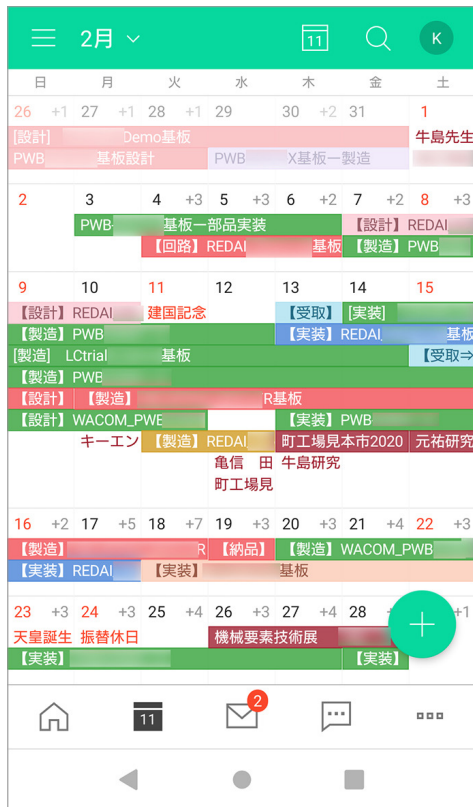 2月 11 K
日 月 火 水 木 金 土
26 +1 27 +1 28 +1 29 30 +2 31 1
[設計] Demo基板 牛島先生
PWB 基板設計 PWB X基板ー製造
2 3 4 +3 5 +3 6 +2 7 +2 8 +3
PWB- 基板ー部品実装 【設計】REDAI
【回路】REDAI 基板 【製造】PWB
9 10 11 12 13 14 15
【設計】REDAI 建国記念 【受取】 [実装]
【製造】PWB 【実装】REDAI 基板
[製造] LCtrial 基板 【受取⇒
【製造】PWB
【設計】 【製造】 R基板
【設計】WACOM_PWB 【実装】PWB
キーエン 【製造】REDAI 町工場見本市2020 元祐研究
亀信 田 牛島研究
町工場見
16 +2 17 +5 18 +7 19 +3 20 +3 21 +4 22 +3
【製造】 R 【納品】 【製造】WACOM_PWB
【実装】REDAI 【実装】 基板
23 +3 24 +3 25 +4 26 +3 27 +4 28 +1
天皇誕生 振替休日 機械要素技術展
【実装】 【実装】
11 2